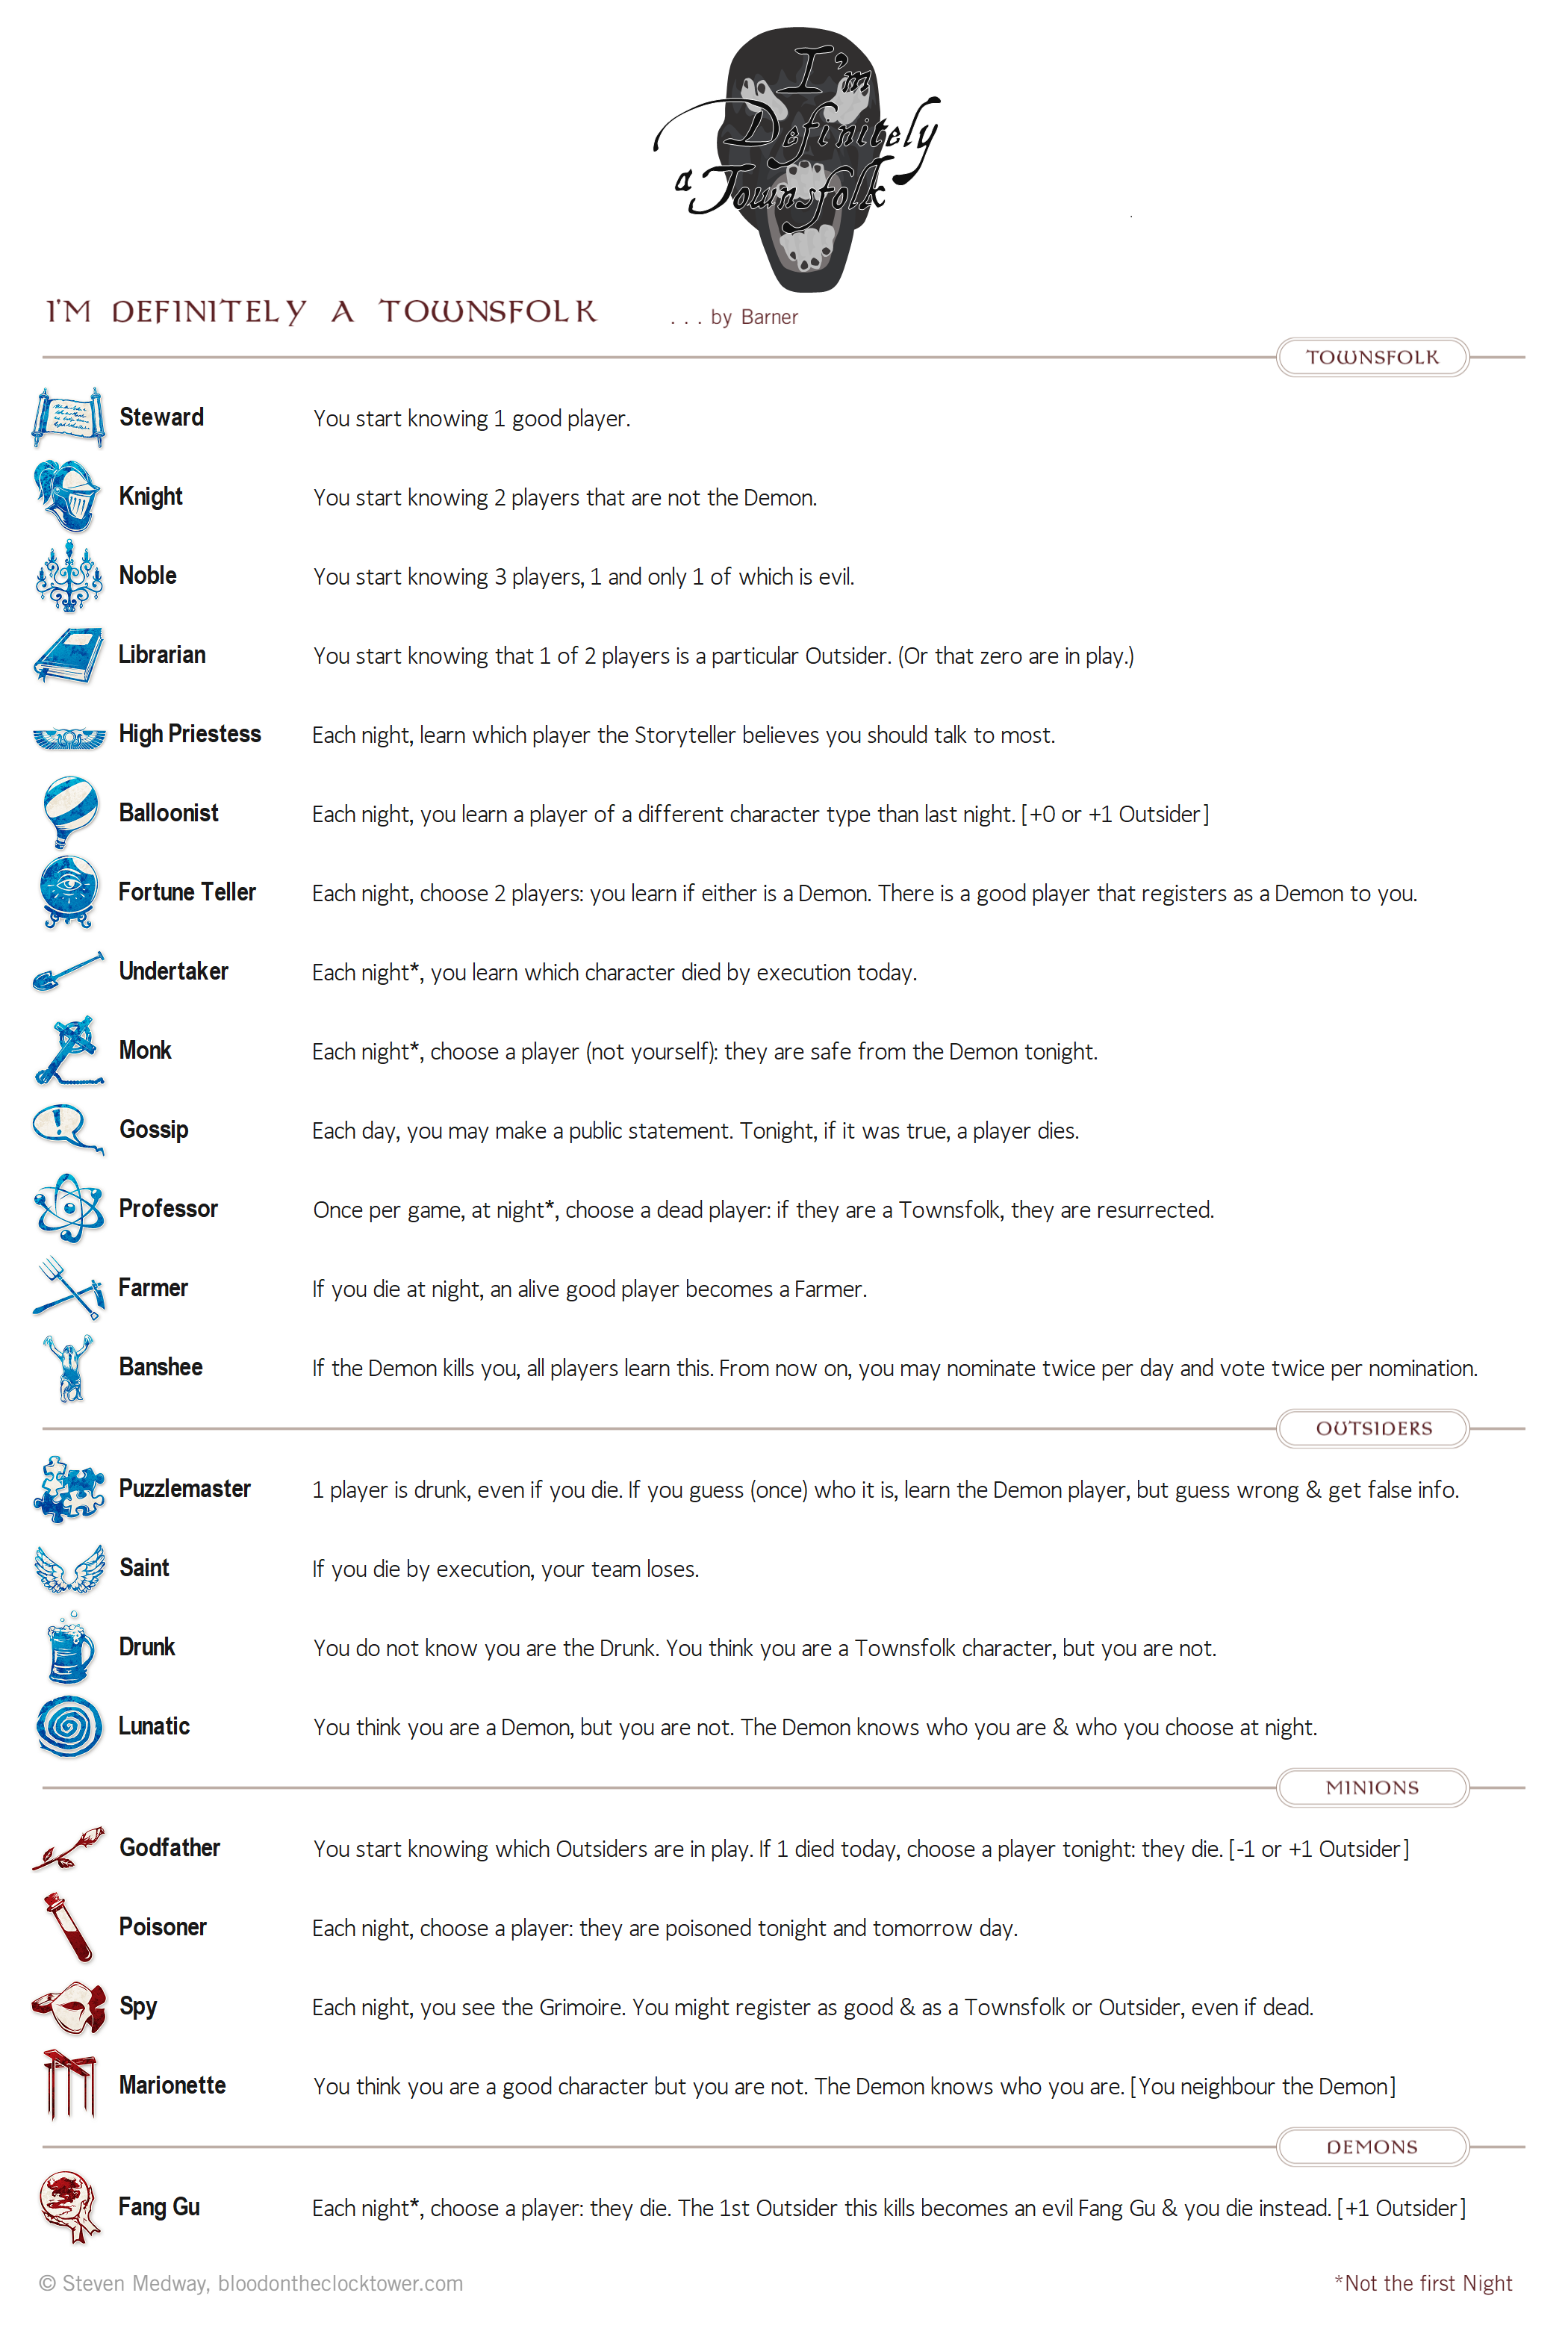 I'm
Definitely
a Townsfolk
I'M DEFINITELY A TOWNSFOLK . . . by Barner
TOWNSFOLK
Steward You start knowing 1 good player.
Knight You start knowing 2 players that are not the Demon.
Noble You start knowing 3 players, 1 and only 1 of which is evil.
Librarian You start knowing that 1 of 2 players is a particular Outsider. (Or that zero are in play.)
High Priestess Each night, learn which player the Storyteller believes you should talk to most.
Balloonist Each night, you learn a player of a different character type than last night. [+0 or +1 Outsider]
Fortune Teller Each night, choose 2 players: you learn if either is a Demon. There is a good player that registers as a Demon to you.
Undertaker Each night*, you learn which character died by execution today.
Monk Each night*, choose a player (not yourself): they are safe from the Demon tonight.
Gossip Each day, you may make a public statement. Tonight, if it was true, a player dies.
Professor Once per game, at night*, choose a dead player: if they are a Townsfolk, they are resurrected.
Farmer If you die at night, an alive good player becomes a Farmer.
Banshee If the Demon kills you, all players learn this. From now on, you may nominate twice per day and vote twice per nomination.
OUTSIDERS
Puzzlemaster 1 player is drunk, even if you die. If you guess (once) who it is, learn the Demon player, but guess wrong & get false info.
Saint If you die by execution, your team loses.
Drunk You do not know you are the Drunk. You think you are a Townsfolk character, but you are not.
Lunatic You think you are a Demon, but you are not. The Demon knows who you are & who you choose at night.
MINIONS
Godfather You start knowing which Outsiders are in play. If 1 died today, choose a player tonight: they die. [-1 or +1 Outsider]
Poisoner Each night, choose a player: they are poisoned tonight and tomorrow day.
Spy Each night, you see the Grimoire. You might register as good & as a Townsfolk or Outsider, even if dead.
Marionette You think you are a good character but you are not. The Demon knows who you are. [You neighbour the Demon]
DEMONS
Fang Gu Each night*, choose a player: they die. The 1st Outsider this kills becomes an evil Fang Gu & you die instead. [+1 Outsider]
© Steven Medway, bloodontheclocktower.com *Not the first Night